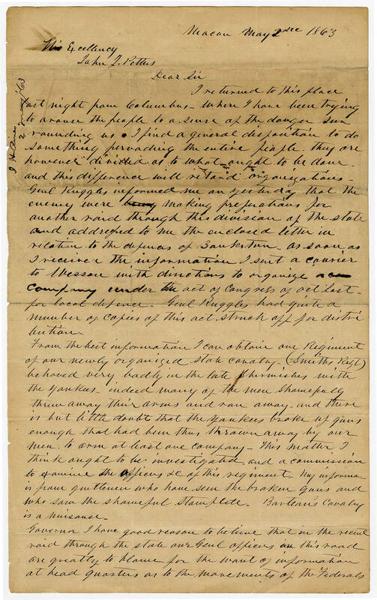 Macon May 2nd 1863
His Excellency
John J. Pettus
Dear Sir
I returned to this place
last night from Columbus. Where I have been trying
to arouse the people to a sense of the danger sur
rounding us. I find a general disposition to do
something pervading the entire people they are
however divided as to what ought to be done
and this difference will retard organizations.
Genl Ruggles informed me on yesterday that the
enemy were making preperations for
another raid through this division of the state
and addressed to me the enclosed letter in
relation to the defences of Bankston. as soon as
I receiver the information I sent a courier
to Wesson with directions to organize a
company under the act of Congress of act last
for local defence. Genl Ruggles had quite a
number of copies of this act struck off for distri
bution.
From the best information I can obtain one Regiment
of our newly organized State cavalry (Smiths Regt)
behaved very badly in the late skirmishes with
the Yankes. indeed many of the men shamefully
threw away their arms and ran away and there
is but little doubt that the yankees broke up guns
enough that had been thus thrown away by our
men to arm at least one company. This matter I
think ought to be investigated and a commission
to examine the officers &c of this regiment. My informa
is from gentlemen who have seen the broken guns and
who saw the shameful stampede. Barteau's Cavalry
is a nuisance.
Governor I have good reason to believe that in the recent
raid through the state our Genl officers on this road
are greatly to blame for the want of information
at head quarters as to the movements of the Federals